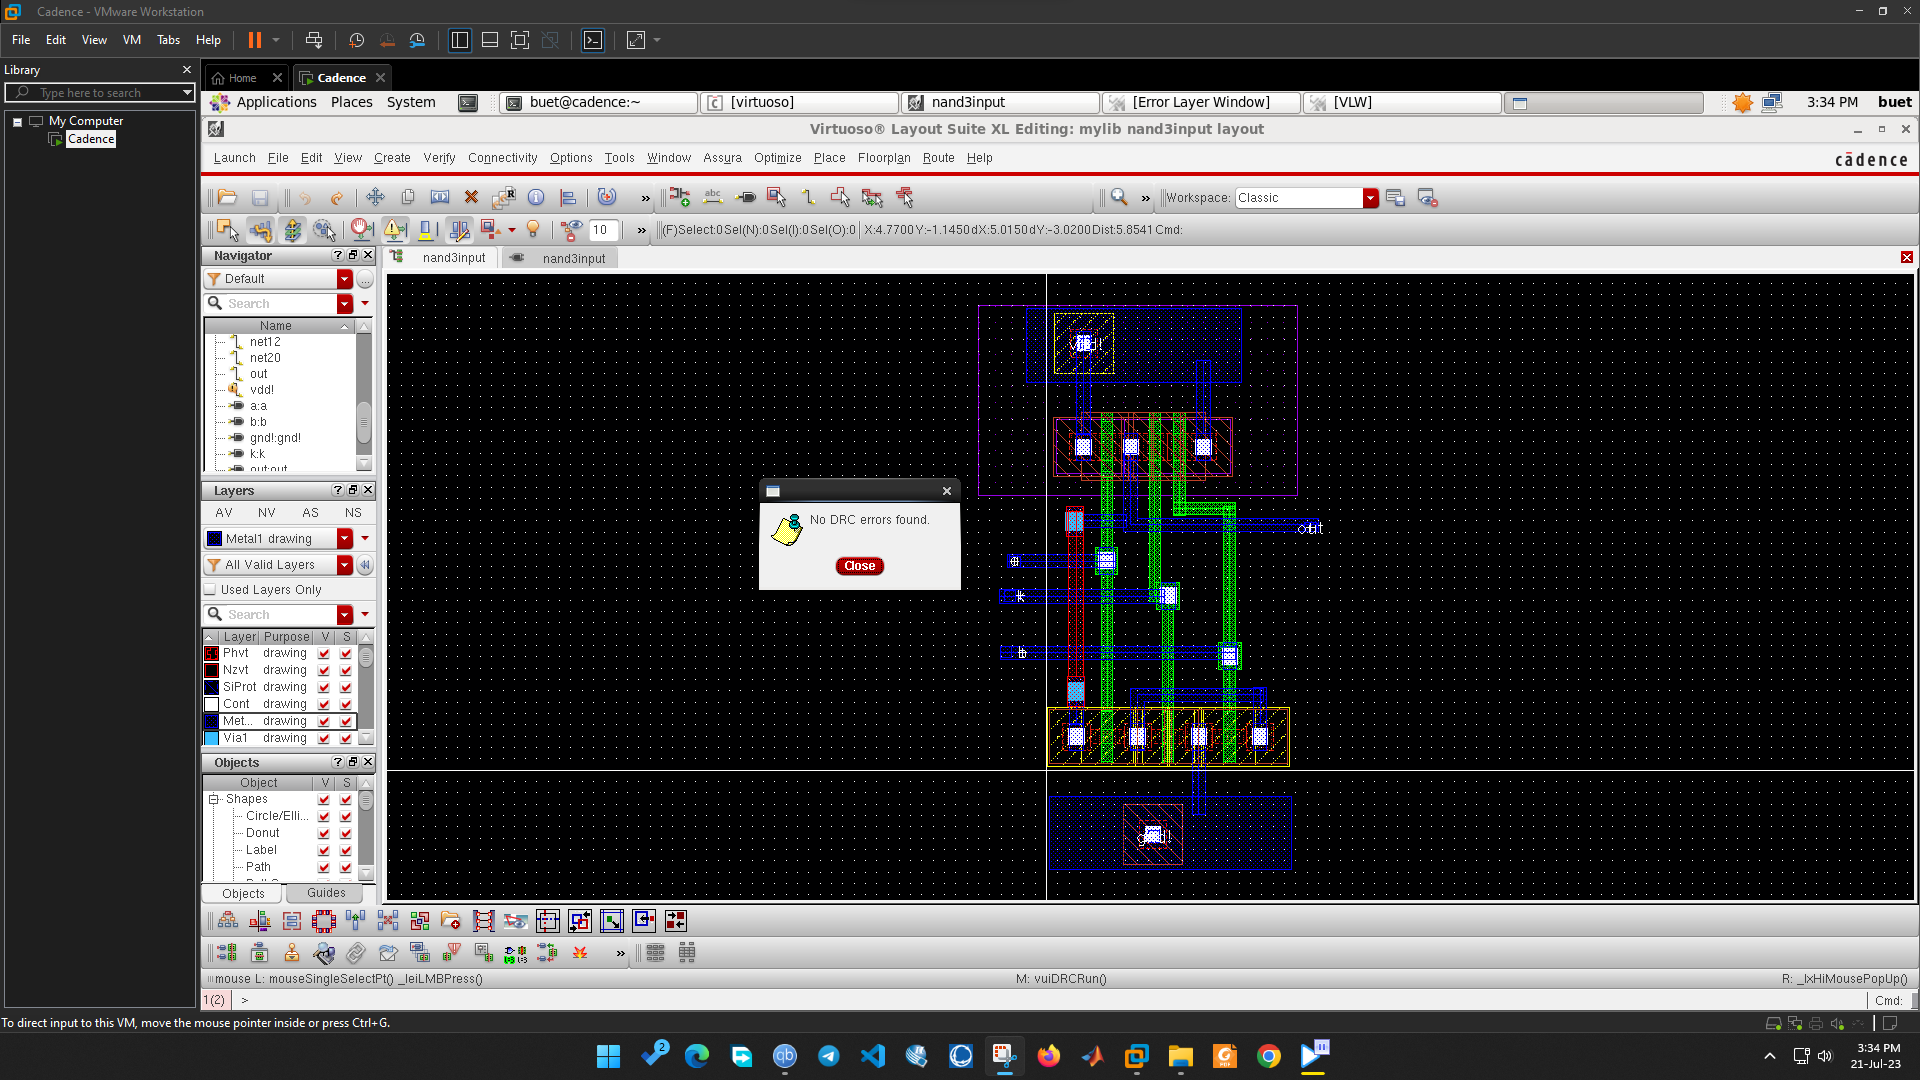 Cadence - VMware Workstation
File Edit View VM Tabs Help
Library
Type here to search
My Computer
Cadence
Home
Cadence
Applications Places System
buet@cadence:~
[virtuoso]
nand3input
[Error Layer Window]
[VLW]
3:34 PM buet
Virtuoso® Layout Suite XL Editing: mylib nand3input layout
Launch File Edit View Create Verify Connectivity Options Tools Window Assura Optimize Place Floorplan Route Help
cādence
abc
Workspace: Classic
10
(F)Select:0 Sel(N):0 Sel(I):0 Sel(O):0 X:4.7700 Y:-1.1450 dX:5.0150 dY:-3.0200 Dist:5.8541 Cmd:
Navigator
nand3input
nand3input
Default
Search
Name
net12
net20
out
vdd!
a:a
b:b
gnd!:gnd!
k:k
out:out
Layers
AV NV AS NS
Metal1 drawing
All Valid Layers
Used Layers Only
Search
Layer Purpose V S
Phvt drawing
Nzvt drawing
SiProt drawing
Cont drawing
Met... drawing
Via1 drawing
Objects
Object V S
Shapes
Circle/Elli...
Donut
Label
Path
Objects Guides
No DRC errors found.
Close
out
a
k
b
mouse L: mouseSingleSelectPt() _leiLMBPress()
M: vuiDRCRun()
R: _lxHiMousePopUp()
1(2) >
Cmd:
To direct input to this VM, move the mouse pointer inside or press Ctrl+G.
2
3:34 PM
21-Jul-23